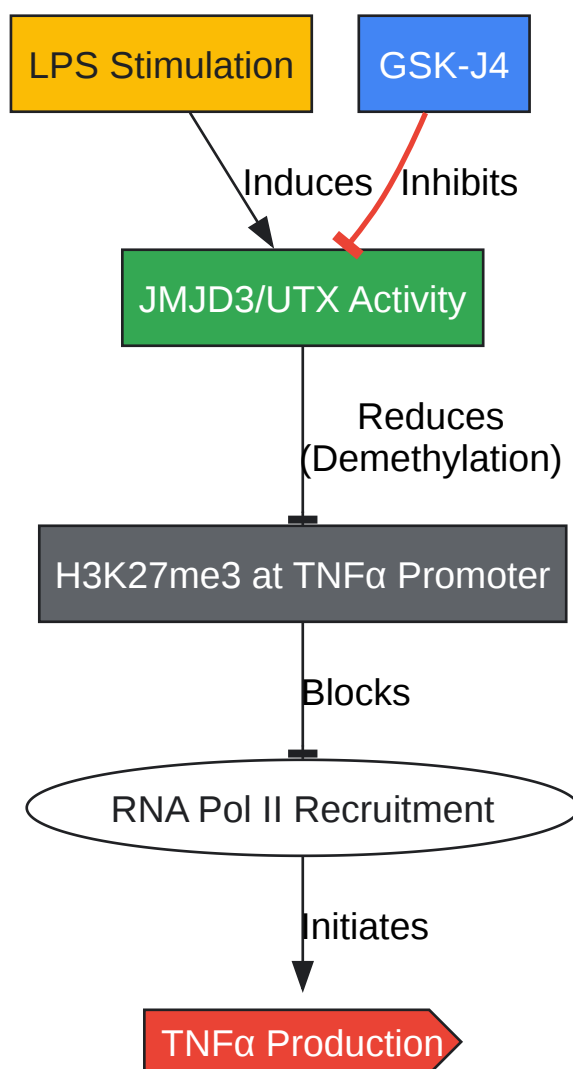 LPS Stimulation
GSK-J4
Induces
Inhibits
JMJD3/UTX Activity
Reduces
(Demethylation)
H3K27me3 at TNFα Promoter
Blocks
RNA Pol II Recruitment
Initiates
TNFα Production